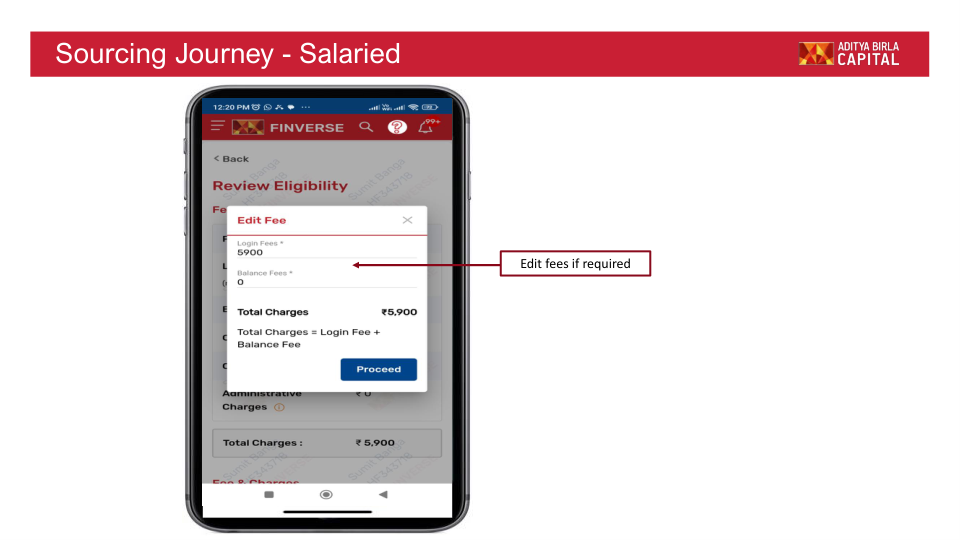 Sourcing Journey - Salaried
ADITYA BIRLA
CAPITAL
12:20 PM
FINVERSE
99+
< Back
Review Eligibility
Fe
Edit Fee
Login Fees *
5900
Balance Fees *
0
Total Charges ₹5,900
Total Charges = Login Fee +
Balance Fee
Proceed
Edit fees if required
Administrative ₹ 0
Charges
Total Charges : ₹ 5,900
Fee & Charges
Sumit Banga